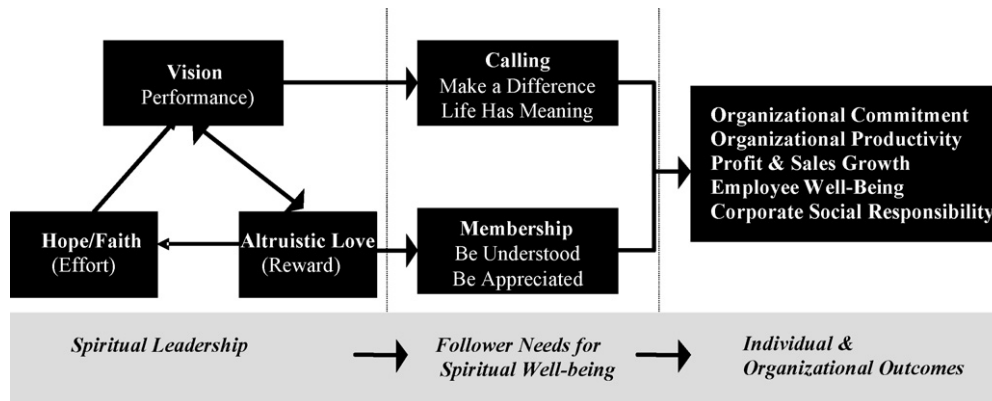 Vision
Performance)
Calling
Make a Difference
Life Has Meaning
Organizational Commitment
Organizational Productivity
Profit & Sales Growth
Employee Well-Being
Corporate Social Responsibility
Hope/Faith
(Effort)
Altruistic Love
(Reward)
Membership
Be Understood
Be Appreciated
Spiritual Leadership
Follower Needs for
Spiritual Well-being
Individual &
Organizational Outcomes